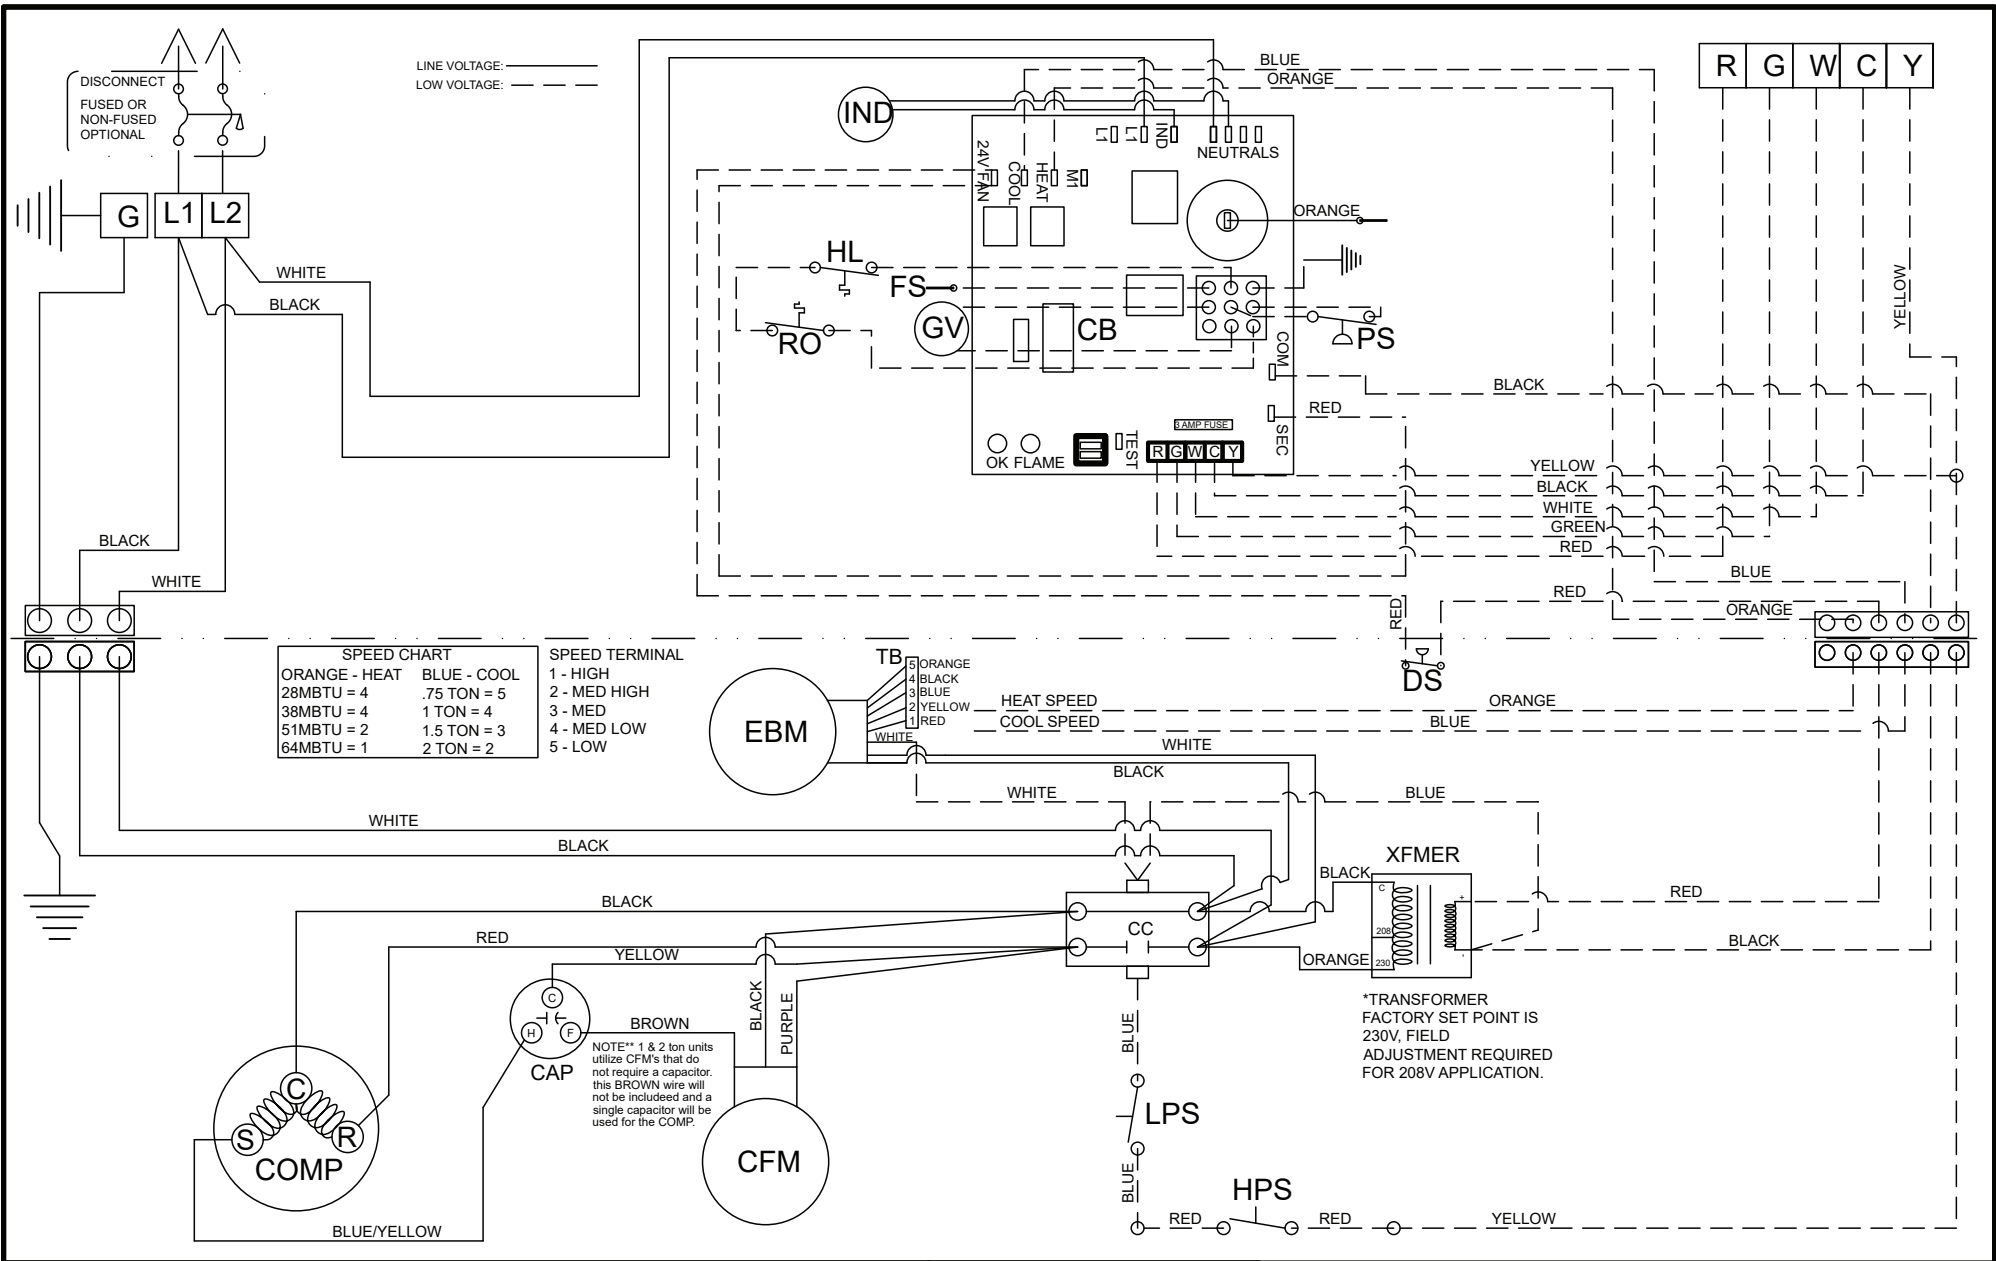 DISCONNECT
FUSED OR
NON-FUSED
OPTIONAL
LINE VOLTAGE:
LOW VOLTAGE:
G
L1
L2
WHITE
BLACK
BLACK
WHITE
IND
BLUE
ORANGE
L1
L1
IND
NEUTRALS
24V FAN
COOL
HEAT
M1
ORANGE
HL
FS
GV
RO
CB
PS
COM
SEC
BLACK
RED
3 AMP FUSE
OK FLAME
TEST
R G W C Y
R G W C Y
YELLOW
YELLOW
BLACK
WHITE
GREEN
RED
BLUE
RED
ORANGE
RED
DS
SPEED CHART
ORANGE - HEAT BLUE - COOL
28MBTU = 4 .75 TON = 5
38MBTU = 4 1 TON = 4
51MBTU = 2 1.5 TON = 3
64MBTU = 1 2 TON = 2
SPEED TERMINAL
1 - HIGH
2 - MED HIGH
3 - MED
4 - MED LOW
5 - LOW
EBM
TB
5 ORANGE
4 BLACK
3 BLUE
2 YELLOW
1 RED
WHITE
HEAT SPEED
COOL SPEED
ORANGE
BLUE
WHITE
BLACK
WHITE
BLUE
WHITE
BLACK
XFMER
BLACK
C
208
230
+
-
ORANGE
RED
BLACK
*TRANSFORMER
FACTORY SET POINT IS
230V, FIELD
ADJUSTMENT REQUIRED
FOR 208V APPLICATION.
BLACK
RED
YELLOW
CC
C
H
F
CAP
BROWN
BLACK
PURPLE
NOTE** 1 & 2 ton units
utilize CFM's that do
not require a capacitor.
this BROWN wire will
not be includeed and a
single capacitor will be
used for the COMP.
CFM
C
S
R
COMP
BLUE/YELLOW
BLUE
LPS
BLUE
HPS
RED
RED
YELLOW